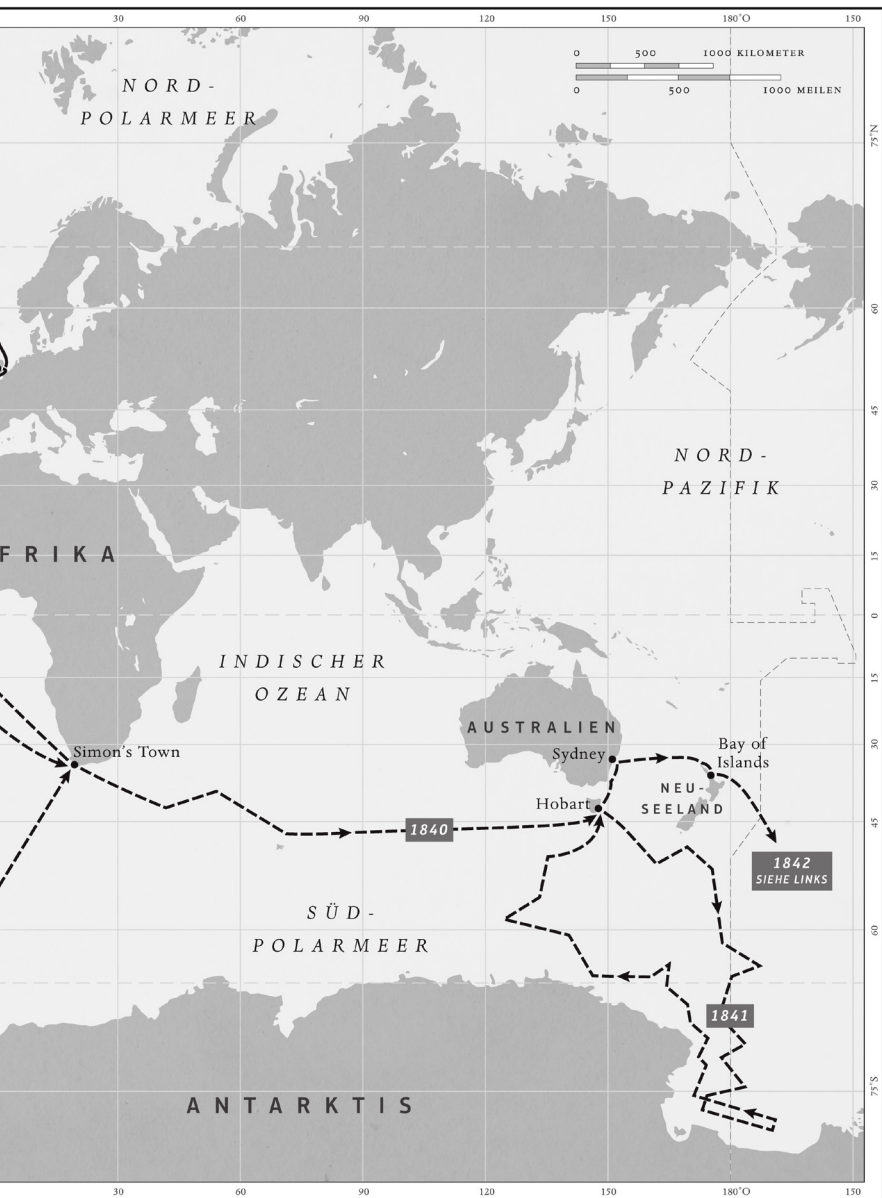 30 60 90 120 150 180°O 150
0 500 1000 KILOMETER
0 500 1000 MEILEN
NORD-
POLARMEER
75°N
60
45
NORD-
PAZIFIK
30
FRIKA
15
0
INDISCHER
OZEAN
15
AUSTRALIEN
30
Simon's Town
Sydney
Bay of
Islands
NEU-
SEELAND
Hobart
45
1840
1842
SIEHE LINKS
SÜD-
POLARMEER
60
1841
75°S
ANTARKTIS
30 60 90 120 150 180°O 150